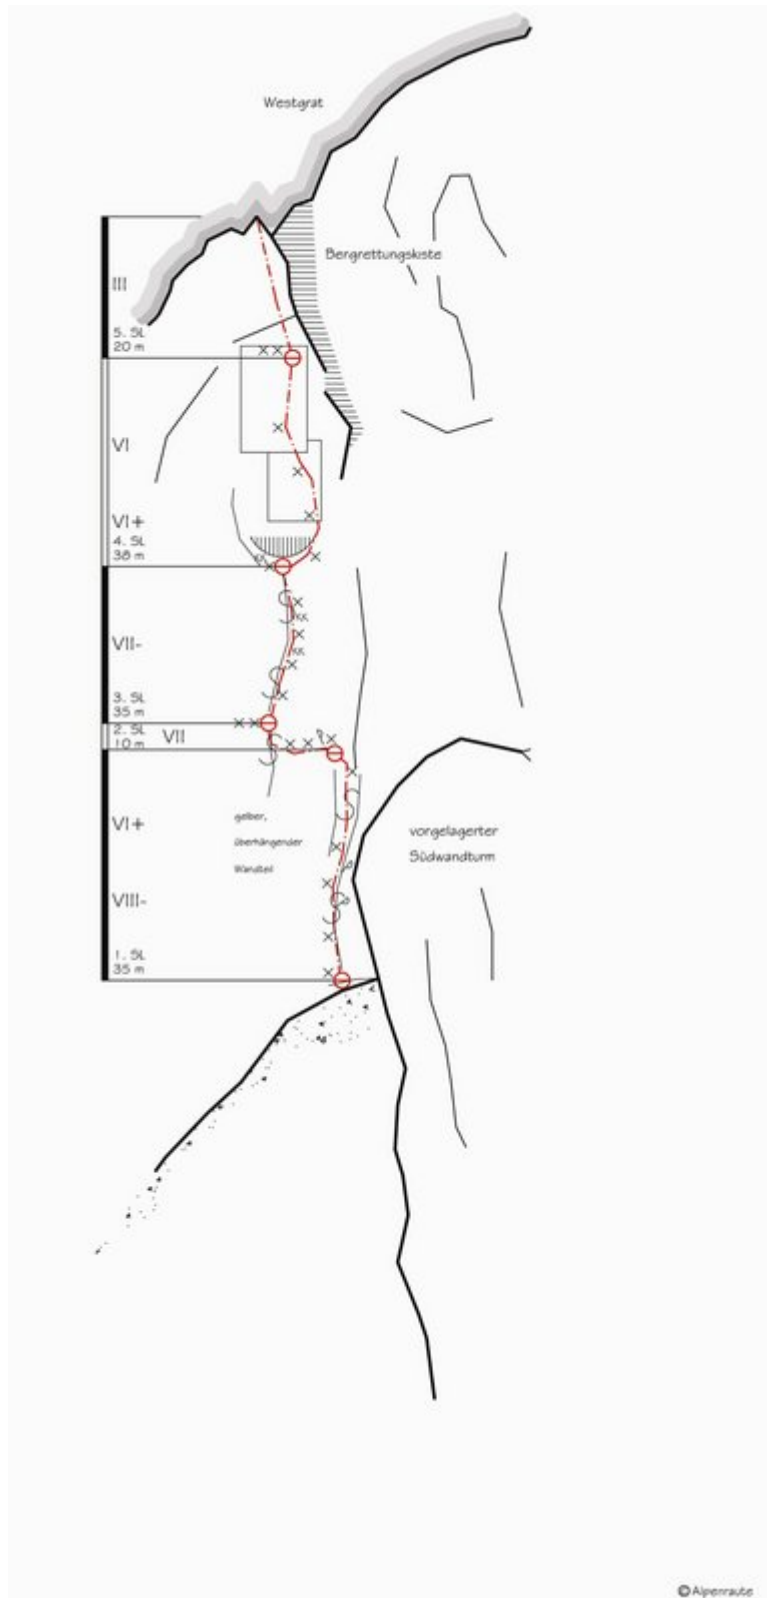 Westgrat
Bergrettungskiste
III
5. SL
20 m
VI
VI+
4. SL
38 m
VII-
3. SL
35 m
2. SL
10 m
VII
VI+
gelber,
überhängender
Wandteil
vorgelagerter
Südwandturm
VIII-
1. SL
35 m
©Alpenraute